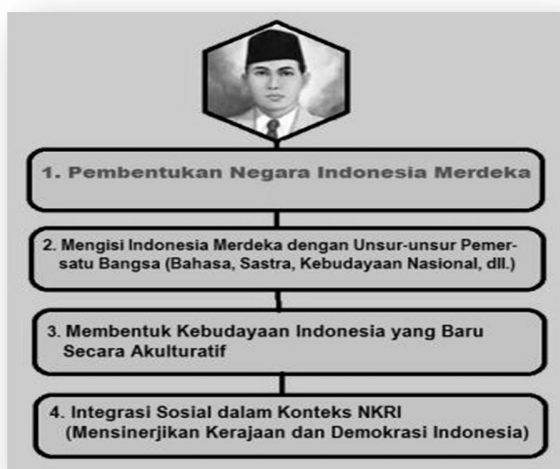 1. Pembentukan Negara Indonesia Merdeka
2. Mengisi Indonesia Merdeka dengan Unsur-unsur Pemer-
satu Bangsa (Bahasa, Sastra, Kebudayaan Nasional, dll.)
3. Membentuk Kebudayaan Indonesia yang Baru
Secara Akulturatif
4. Integrasi Sosial dalam Konteks NKRI
(Mensinerjikan Kerajaan dan Demokrasi Indonesia)